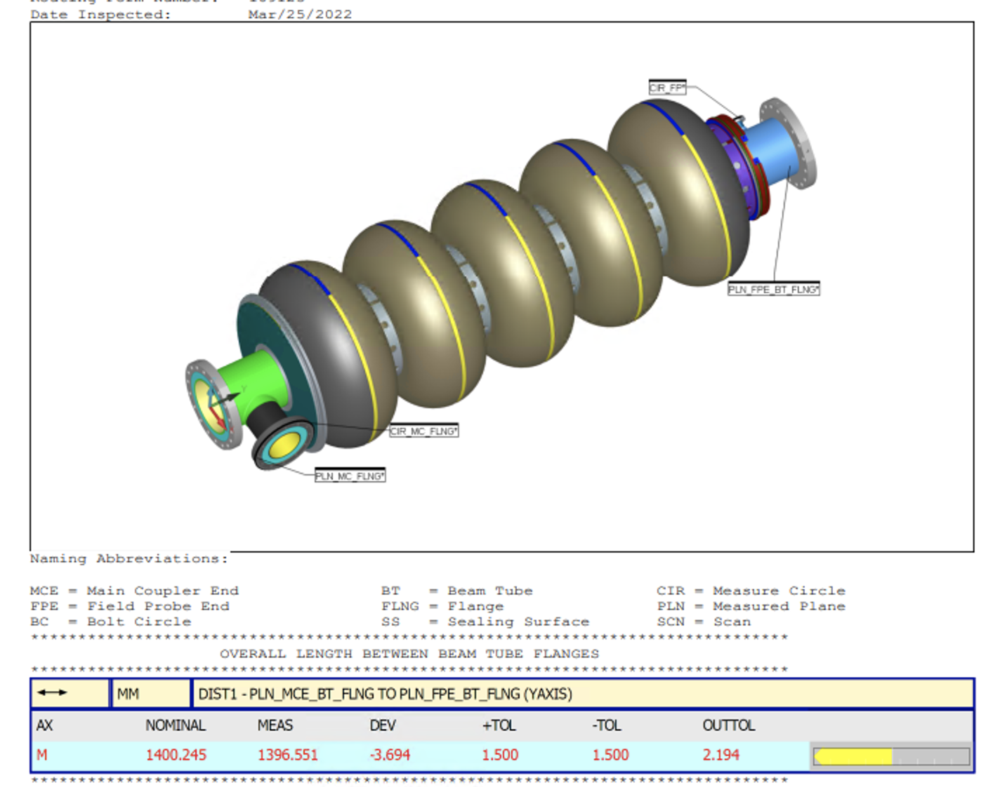 Date Inspected: Mar/25/2022
CIR_FP*
PLN_FPE_BT_FLNG*
CIR_MC_FLNG*
PLN_MC_FLNG*
Y
Naming Abbreviations:
MCE = Main Coupler End BT = Beam Tube CIR = Measure Circle
FPE = Field Probe End FLNG = Flange PLN = Measured Plane
BC = Bolt Circle SS = Sealing Surface SCN = Scan
********************************************************************************
OVERALL LENGTH BETWEEN BEAM TUBE FLANGES
********************************************************************************
MM DIST1 - PLN_MCE_BT_FLNG TO PLN_FPE_BT_FLNG (YAXIS)
AX NOMINAL MEAS DEV +TOL -TOL OUTTOL
M 1400.245 1396.551 -3.694 1.500 1.500 2.194
********************************************************************************